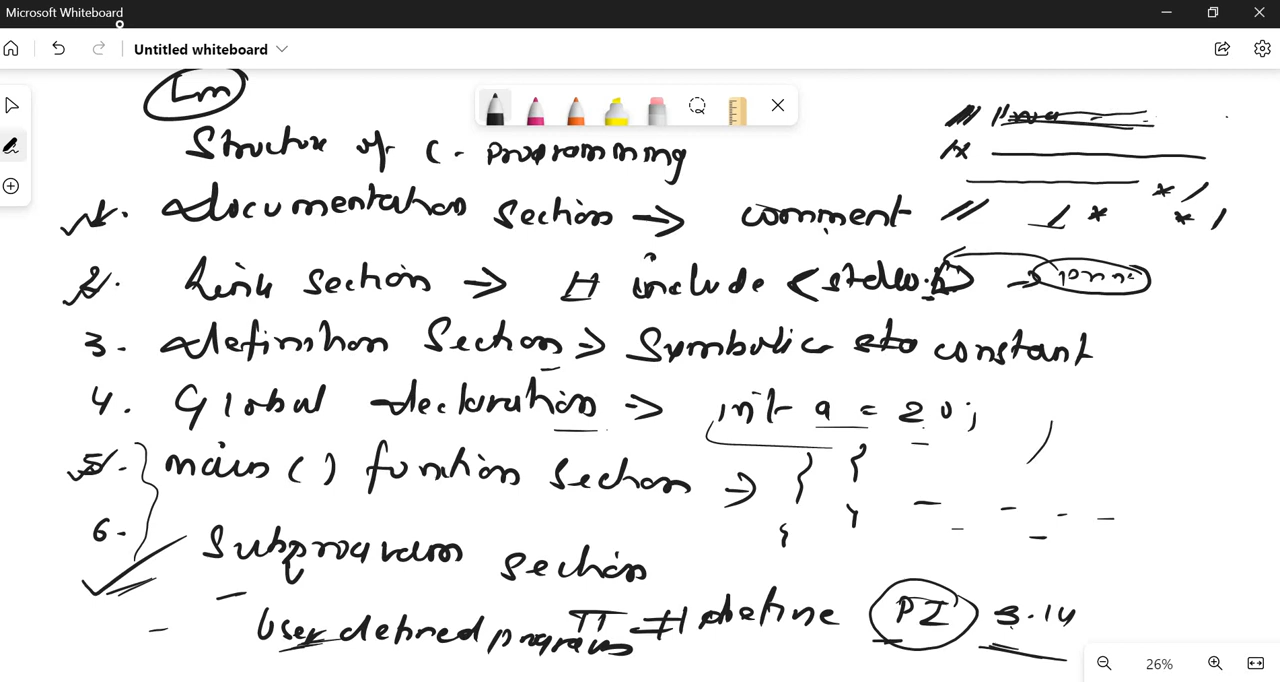 Microsoft Whiteboard
Untitled whiteboard
Structure of C - programming
1. Documentation section → comment // / * * /
2. Link section → # include < stdio.h >
3. Definition Section → Symbolic constant
4. Global declaration → int a = 20;
5. main ( ) function section → { {
6. Subprogram section
- User defined program π # define PI 3.14
26%